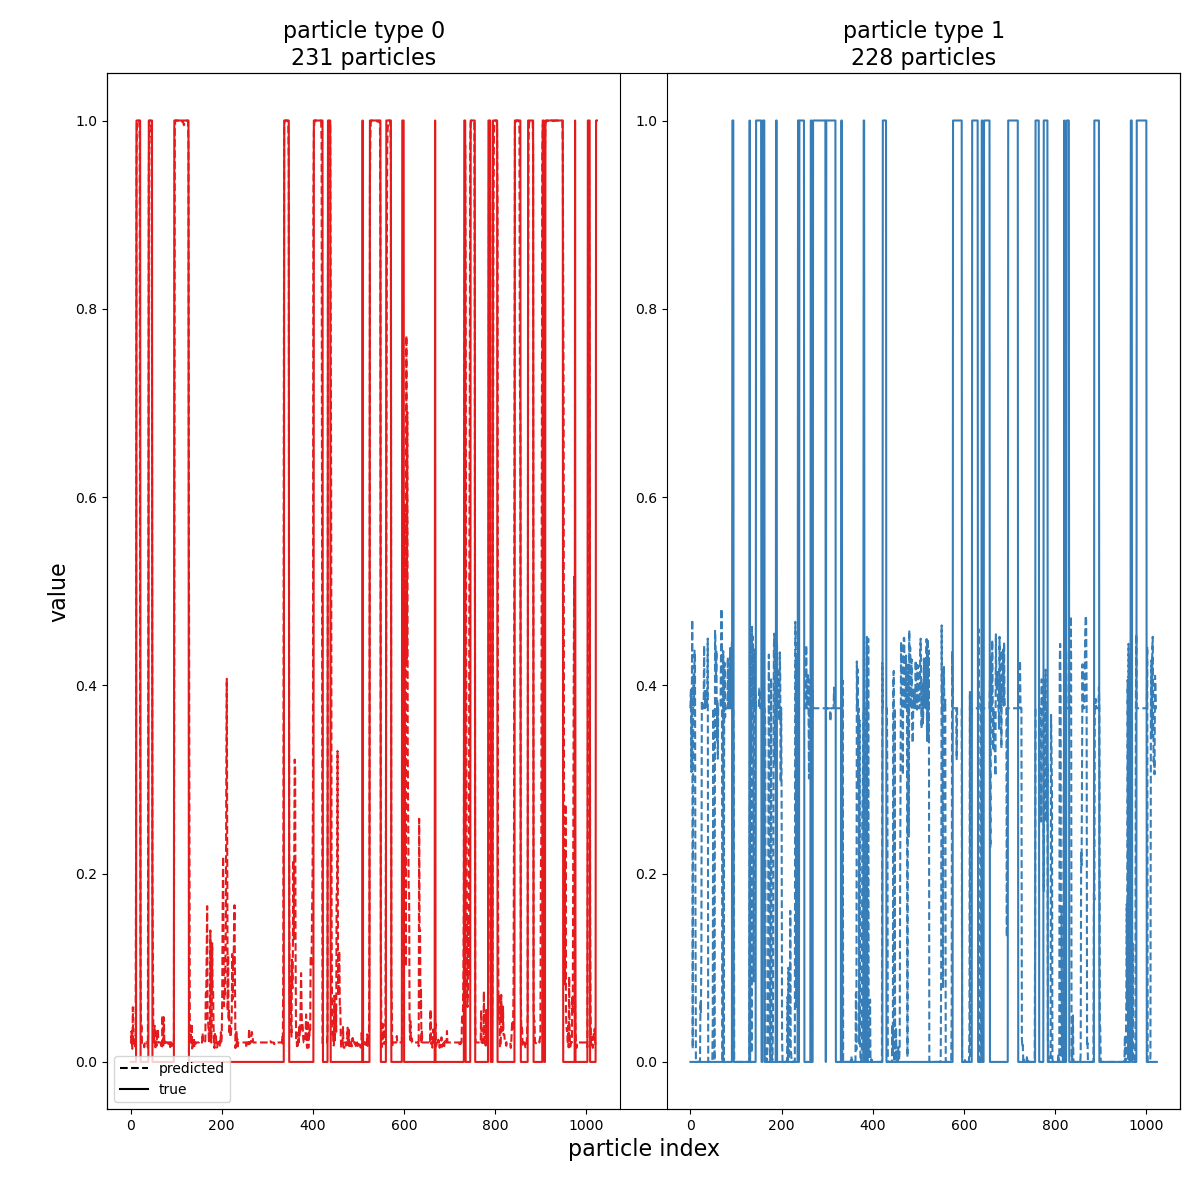 particle type 0
231 particles
particle type 1
228 particles
1.0
0.8
0.6
0.4
0.2
0.0
1.0
0.8
0.6
0.4
0.2
0.0
value
predicted
true
0 200 400 600 800 1000
0 200 400 600 800 1000
particle index